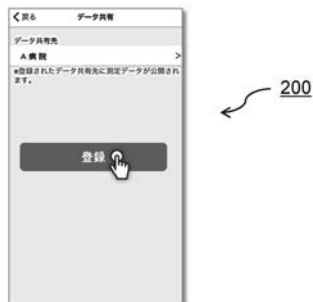 く戻る データ共有
データ共有先
A病院 >
※登録されたデータ共有先に測定データが公開され
ます。
登録
200